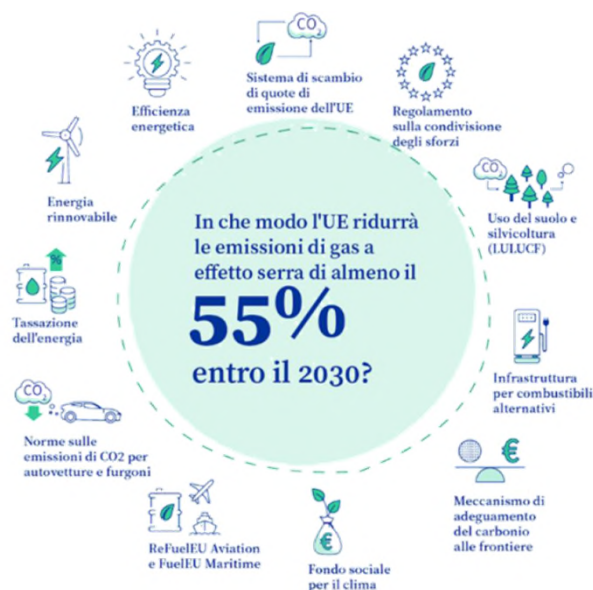 In che modo l'UE ridurrà
le emissioni di gas a
effetto serra di almeno il
55%
entro il 2030?
CO2
Sistema di scambio
di quote di
emissione dell'UE
Regolamento
sulla condivisione
degli sforzi
CO2
Uso del suolo e
silvicoltura
(LULUCF)
Infrastruttura
per combustibili
alternativi
€
Meccanismo di
adeguamento
del carbonio
alle frontiere
€
Fondo sociale
per il clima
ReFuelEU Aviation
e FuelEU Maritime
CO2
Norme sulle
emissioni di CO2 per
autovetture e furgoni
%
Tassazione
dell'energia
Energia
rinnovabile
Efficienza
energetica